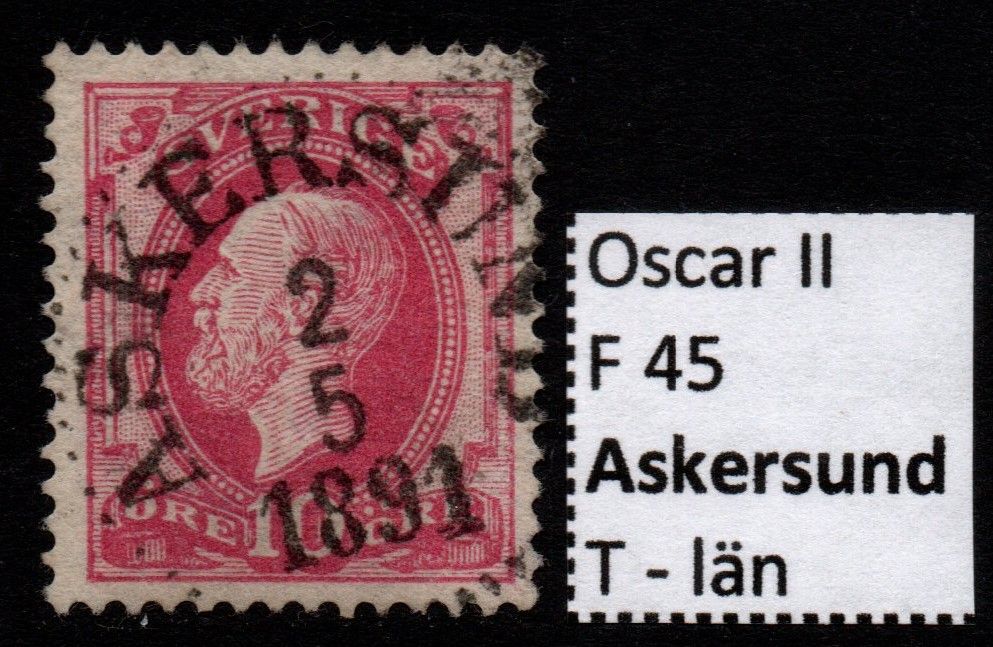 SVERIGE
ASKERSUND
2
5
1891
ÖRE 10 ÖRE
Oscar II
F 45
Askersund
T - län